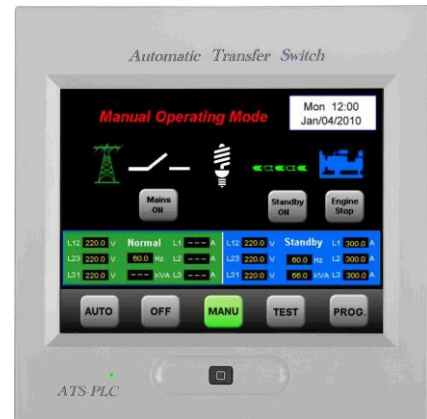 Automatic Transfer Switch
Manual Operating Mode
Mon 12:00
Jan/04/2010
Mains
ON
Standby
ON
Engine
Stop
L12 220.0 V Normal L1 --- A L12 220.0 V Standby L1 300.0 A
L23 220.0 V 60.0 Hz L2 --- A L23 220.0 V 60.0 Hz L2 300.0 A
L31 220.0 V --- kVA L3 --- A L31 220.0 V 66.0 kVA L3 300.0 A
AUTO OFF MANU TEST PROG.
ATS-PLC